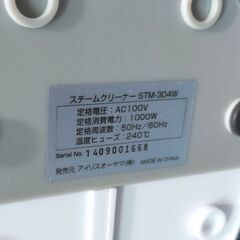 スチームクリーナー STM-304W
定格電圧：AC100V
定格消費電力：1000W
定格周波数：50Hz／60Hz
温度ヒューズ：240℃
Serial No. 1409001668
発売元 アイリスオーヤマ(株) MADE IN CHINA